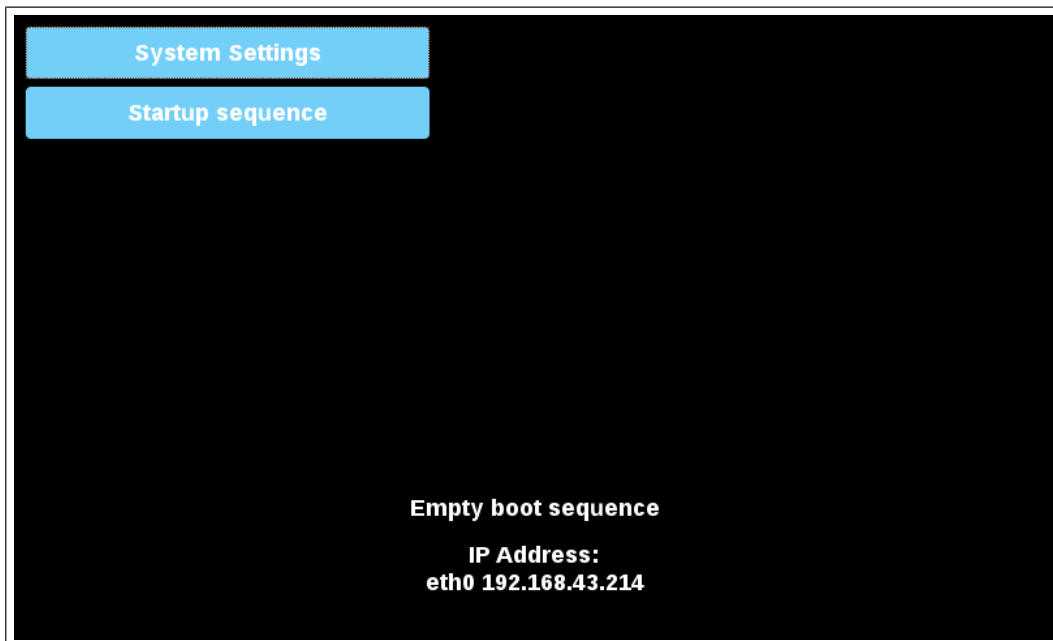 System Settings
Startup sequence
Empty boot sequence
IP Address:
eth0 192.168.43.214